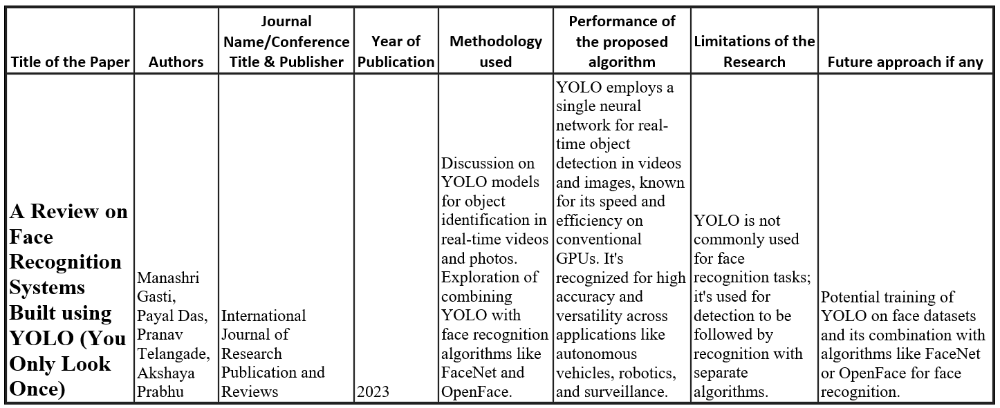 Title of the Paper
Authors
Journal
Name/Conference
Title & Publisher
Year of
Publication
Methodology
used
Performance of
the proposed
algorithm
Limitations of the
Research
Future approach if any
A Review on
Face
Recognition
Systems
Built using
YOLO (You
Only Look
Once)
Manashri
Gasti,
Payal Das,
Pranav
Telangade,
Akshaya
Prabhu
International
Journal of
Research
Publication and
Reviews
2023
Discussion on
YOLO models
for object
identification in
real-time videos
and photos.
Exploration of
combining
YOLO with
face recognition
algorithms like
FaceNet and
OpenFace.
YOLO employs a
single neural
network for real-
time object
detection in videos
and images, known
for its speed and
efficiency on
conventional
GPUs. It's
recognized for high
accuracy and
versatility across
applications like
autonomous
vehicles, robotics,
and surveillance.
YOLO is not
commonly used
for face
recognition tasks;
it's used for
detection to be
followed by
recognition with
separate
algorithms.
Potential training of
YOLO on face datasets
and its combination with
algorithms like FaceNet
or OpenFace for face
recognition.